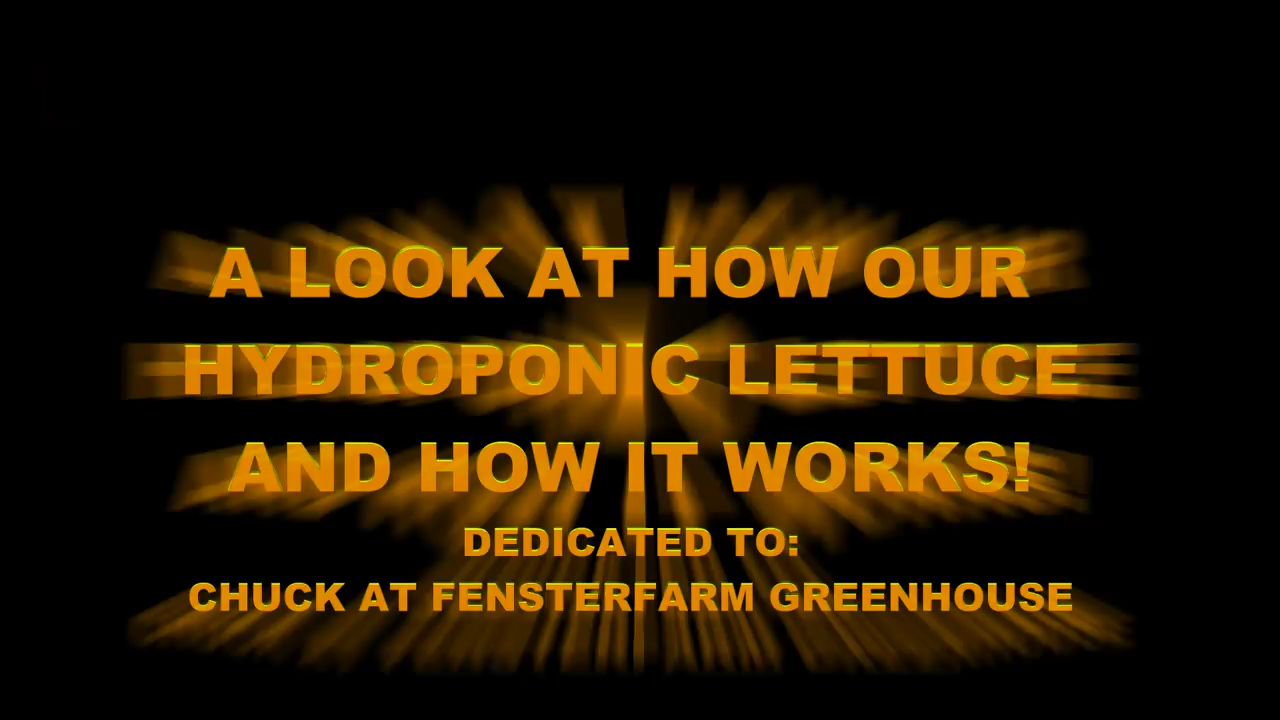 A LOOK AT HOW OUR
HYDROPONIC LETTUCE
AND HOW IT WORKS!
DEDICATED TO:
CHUCK AT FENSTERFARM GREENHOUSE